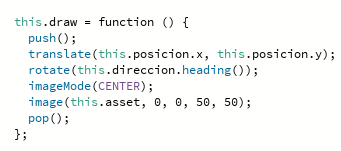 this.draw = function () {
  push();
  translate(this.posicion.x, this.posicion.y);
  rotate(this.direccion.heading());
  imageMode(CENTER);
  image(this.asset, 0, 0, 50, 50);
  pop();
};